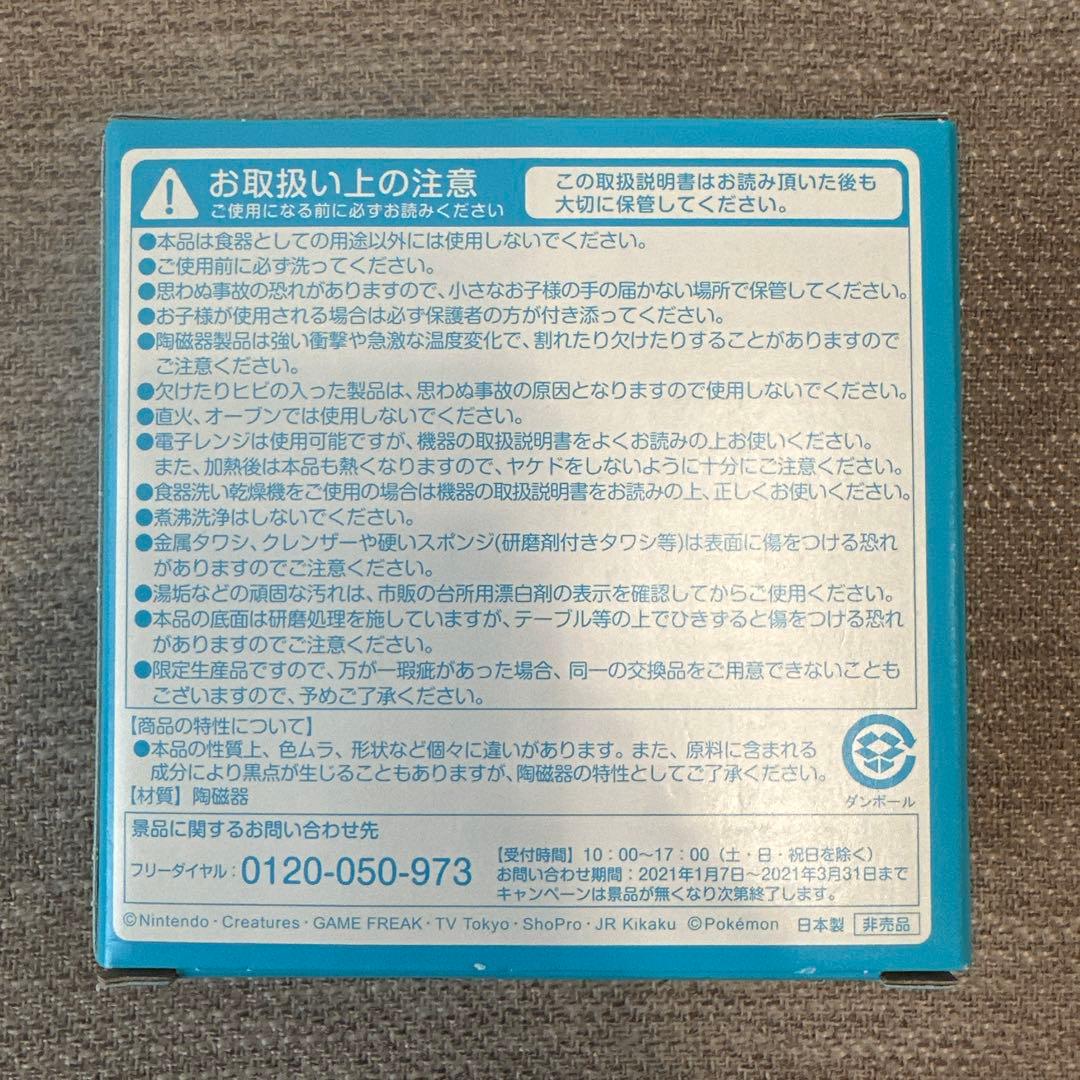 お取扱い上の注意
ご使用になる前に必ずお読みください
この取扱説明書はお読み頂いた後も
大切に保管してください。
●本品は食器としての用途以外には使用しないでください。
●ご使用前に必ず洗ってください。
●思わぬ事故の恐れがありますので、小さなお子様の手の届かない場所で保管してください。
●お子様が使用される場合は必ず保護者の方が付き添ってください。
●陶磁器製品は強い衝撃や急激な温度変化で、割れたり欠けたりすることがありますので
ご注意ください。
●欠けたりヒビの入った製品は、思わぬ事故の原因となりますので使用しないでください。
●直火、オーブンでは使用しないでください。
●電子レンジは使用可能ですが、機器の取扱説明書をよくお読みの上お使いください。
また、加熱後は本品も熱くなりますので、ヤケドをしないように十分にご注意ください。
●食器洗い乾燥機をご使用の場合は機器の取扱説明書をお読みの上、正しくお使いください。
●煮沸洗浄はしないでください。
●金属タワシ、クレンザーや硬いスポンジ(研磨剤付きタワシ等)は表面に傷をつける恐れ
がありますのでご注意ください。
●湯垢などの頑固な汚れは、市販の台所用漂白剤の表示を確認してからご使用ください。
●本品の底面は研磨処理を施していますが、テーブル等の上でひきずると傷をつける恐れ
がありますのでご注意ください。
●限定生産品ですので、万が一瑕疵があった場合、同一の交換品をご用意できないことも
ございますので、予めご了承ください。
【商品の特性について】
●本品の性質上、色ムラ、形状など個々に違いがあります。また、原料に含まれる
成分により黒点が生じることもありますが、陶磁器の特性としてご了承ください。
【材質】陶磁器
ダンボール
景品に関するお問い合わせ先
フリーダイヤル：0120-050-973
【受付時間】10：00～17：00（土・日・祝日を除く）
お問い合わせ期間：2021年1月7日～2021年3月31日まで
キャンペーンは景品が無くなり次第終了します。
©Nintendo・Creatures・GAME FREAK・TV Tokyo・ShoPro・JR Kikaku ©Pokémon 日本製 非売品